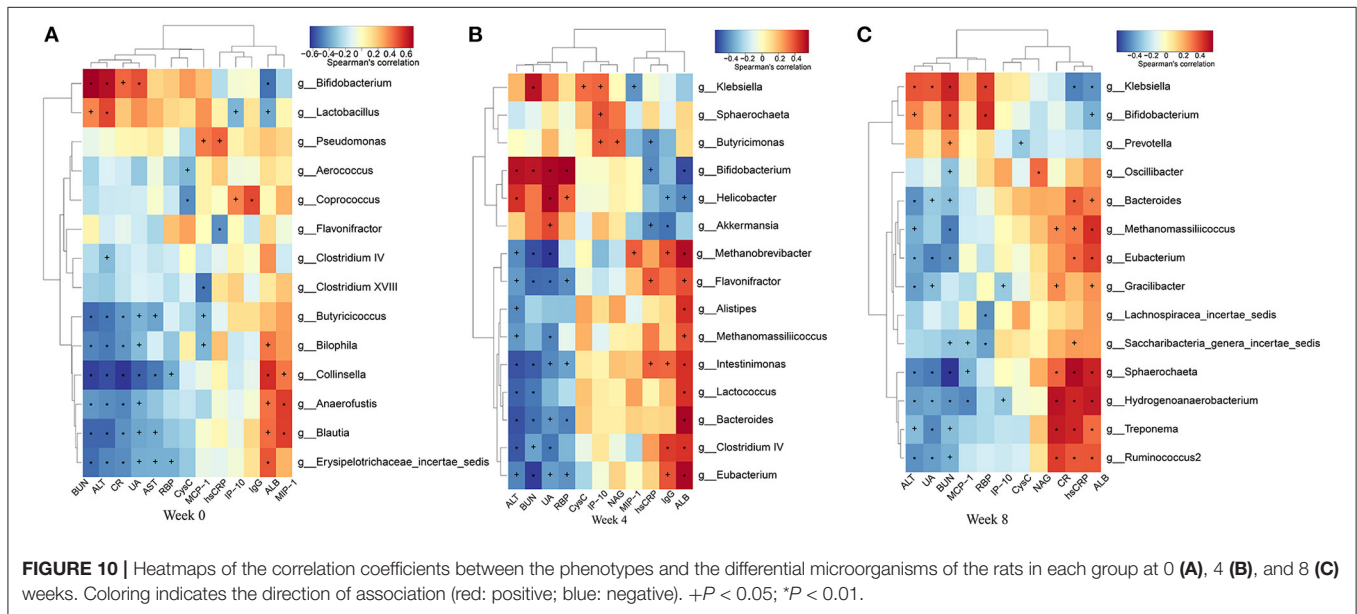 A
-0.6-0.4-0.2 0 0.2 0.4 0.6
Spearman's correlation
g__Bifidobacterium
g__Lactobacillus
g__Pseudomonas
g__Aerococcus
g__Coprococcus
g__Flavonifractor
g__Clostridium IV
g__Clostridium XVIII
g__Butyricicoccus
g__Bilophila
g__Collinsella
g__Anaerofustis
g__Blautia
g__Erysipelotrichaceae_incertae_sedis
BUN ALT CR UA AST RBP CysC MCP-1 hsCRP IP-10 IgG ALB MIP-1
Week 0
B
-0.4 -0.2 0 0.2 0.4
Spearman's correlation
g__Klebsiella
g__Sphaerochaeta
g__Butyricimonas
g__Bifidobacterium
g__Helicobacter
g__Akkermansia
g__Methanobrevibacter
g__Flavonifractor
g__Alistipes
g__Methanomassiliicoccus
g__Intestinimonas
g__Lactococcus
g__Bacteroides
g__Clostridium IV
g__Eubacterium
ALT BUN UA RBP CysC IP-10 NAG MIP-1 hsCRP IgG ALB
Week 4
C
-0.4 -0.2 0 0.2 0.4
Spearman's correlation
g__Klebsiella
g__Bifidobacterium
g__Prevotella
g__Oscillibacter
g__Bacteroides
g__Methanomassiliicoccus
g__Eubacterium
g__Gracilibacter
g__Lachnospiracea_incertae_sedis
g__Saccharibacteria_genera_incertae_sedis
g__Sphaerochaeta
g__Hydrogenoanaerobacterium
g__Treponema
g__Ruminococcus2
ALT UA BUN MCP-1 RBP IP-10 CysC NAG CR hsCRP ALB
Week 8
FIGURE 10 | Heatmaps of the correlation coefficients between the phenotypes and the differential microorganisms of the rats in each group at 0 (A), 4 (B), and 8 (C)
weeks. Coloring indicates the direction of association (red: positive; blue: negative). +P < 0.05; *P < 0.01.